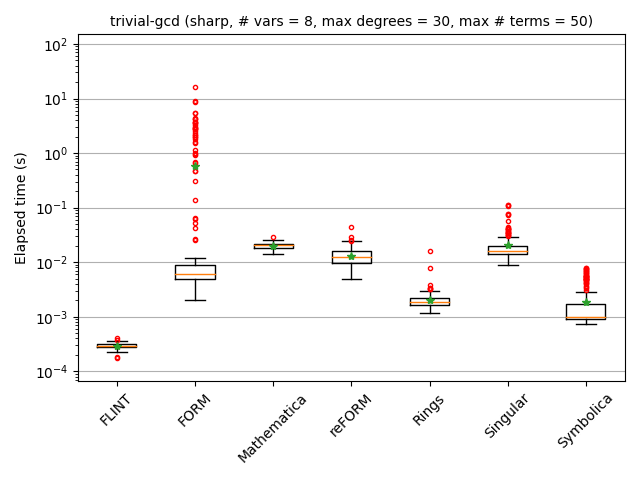 trivial-gcd (sharp, # vars = 8, max degrees = 30, max # terms = 50)
Elapsed time (s)
10²
10¹
10⁰
10⁻¹
10⁻²
10⁻³
10⁻⁴
FLINT
FORM
Mathematica
reFORM
Rings
Singular
Symbolica